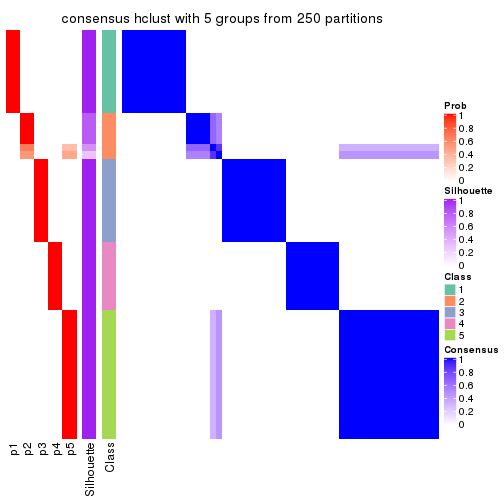 consensus hclust with 5 groups from 250 partitions
Prob
1
0.8
0.6
0.4
0.2
0
Silhouette
1
0.8
0.6
0.4
0.2
0
Class
1
2
3
4
5
Consensus
1
0.8
0.6
0.4
0.2
0
p1
p2
p3
p4
p5
Silhouette
Class